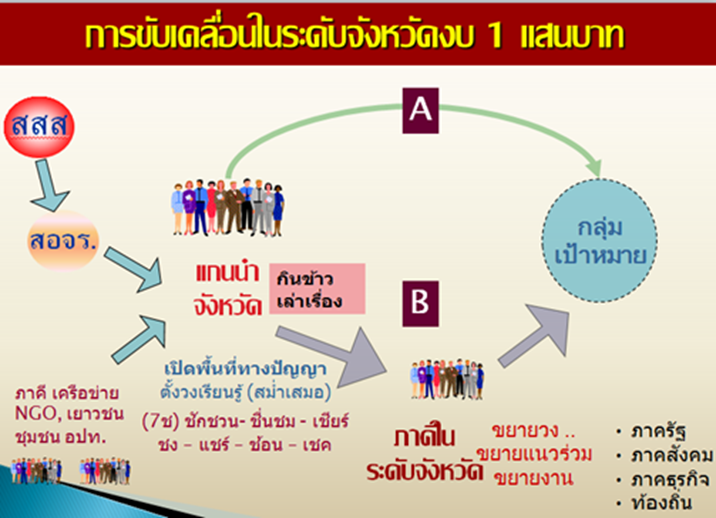 การขับเคลื่อนในระดับจังหวัดงบ 1 แสนบาท
A
สสส
สอจร.
กลุ่ม
เป้าหมาย
แกนนำ
จังหวัด
กินข้าว
เล่าเรื่อง
B
เปิดพื้นที่ทางปัญญา
ตั้งวงเรียนรู้ (สม่ำเสมอ)
(7ช) ชักชวน- ชื่นชม - เชียร์
ชง – แชร์ - ช้อน - เชค
ภาคี เครือข่าย
NGO, เยาวชน
ชุมชน อปท.
ภาคีใน
ระดับจังหวัด
ขยายวง ..
ขยายแนวร่วม
ขยายงาน
• ภาครัฐ
• ภาคสังคม
• ภาคธุรกิจ
• ท้องถิ่น